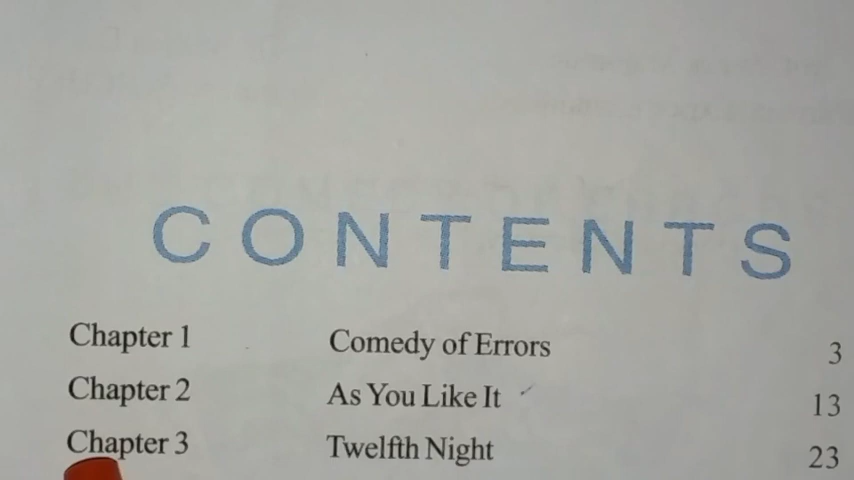 CONTENTS
Chapter 1 Comedy of Errors 3
Chapter 2 As You Like It 13
Chapter 3 Twelfth Night 23